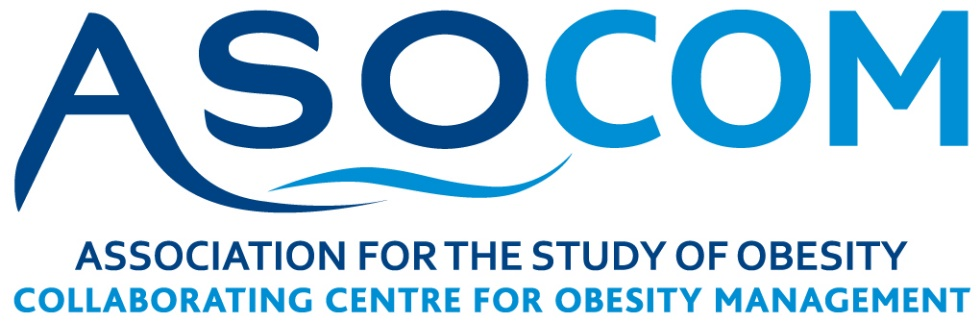 ASOCOM
ASSOCIATION FOR THE STUDY OF OBESITY
COLLABORATING CENTRE FOR OBESITY MANAGEMENT